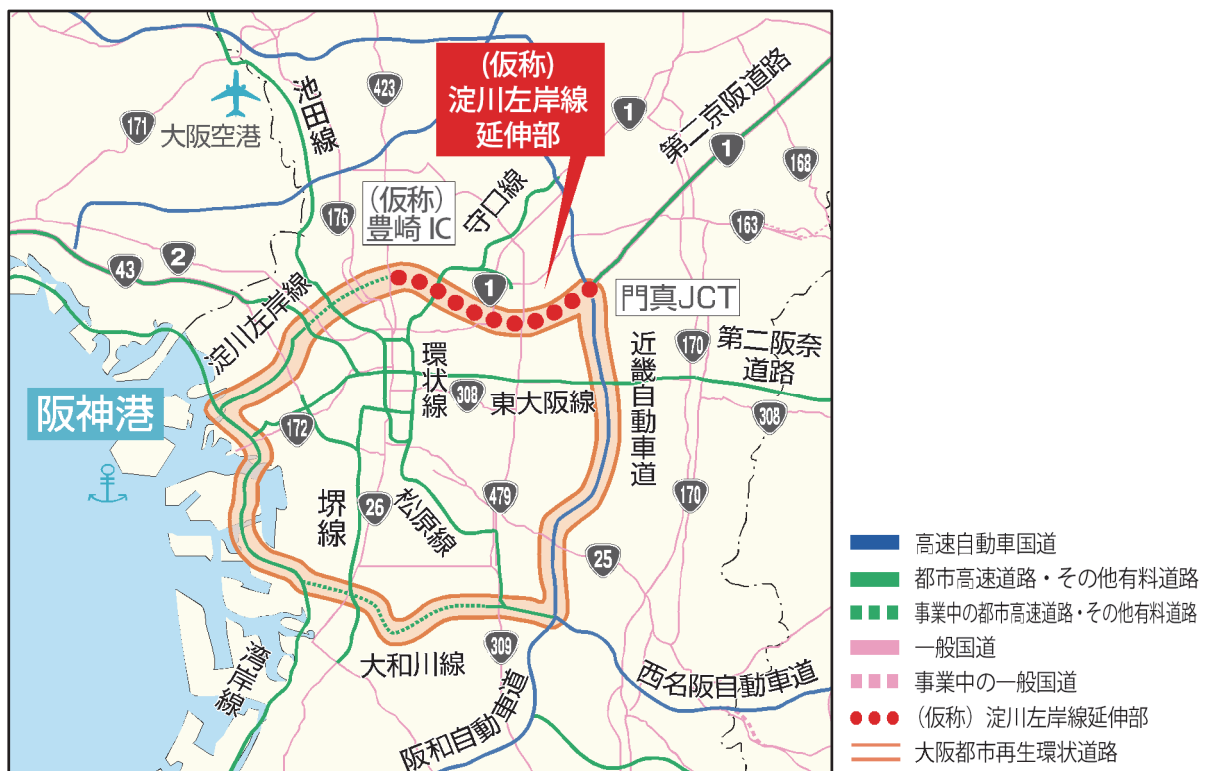 (仮称)
淀川左岸線
延伸部
423
池田線
171
大阪空港
1
第二京阪道路
1
168
(仮称)
豊崎 IC
守口線
176
163
2
43
1
淀川左岸線
門真JCT
環状線
近畿自動車道
170
第二阪奈
道路
308
東大阪線
308
阪神港
172
堺線
26
松原線
479
170
25
309
大和川線
湾岸線
阪和自動車道
西名阪自動車道
高速自動車国道
都市高速道路・その他有料道路
事業中の都市高速道路・その他有料道路
一般国道
事業中の一般国道
(仮称) 淀川左岸線延伸部
大阪都市再生環状道路